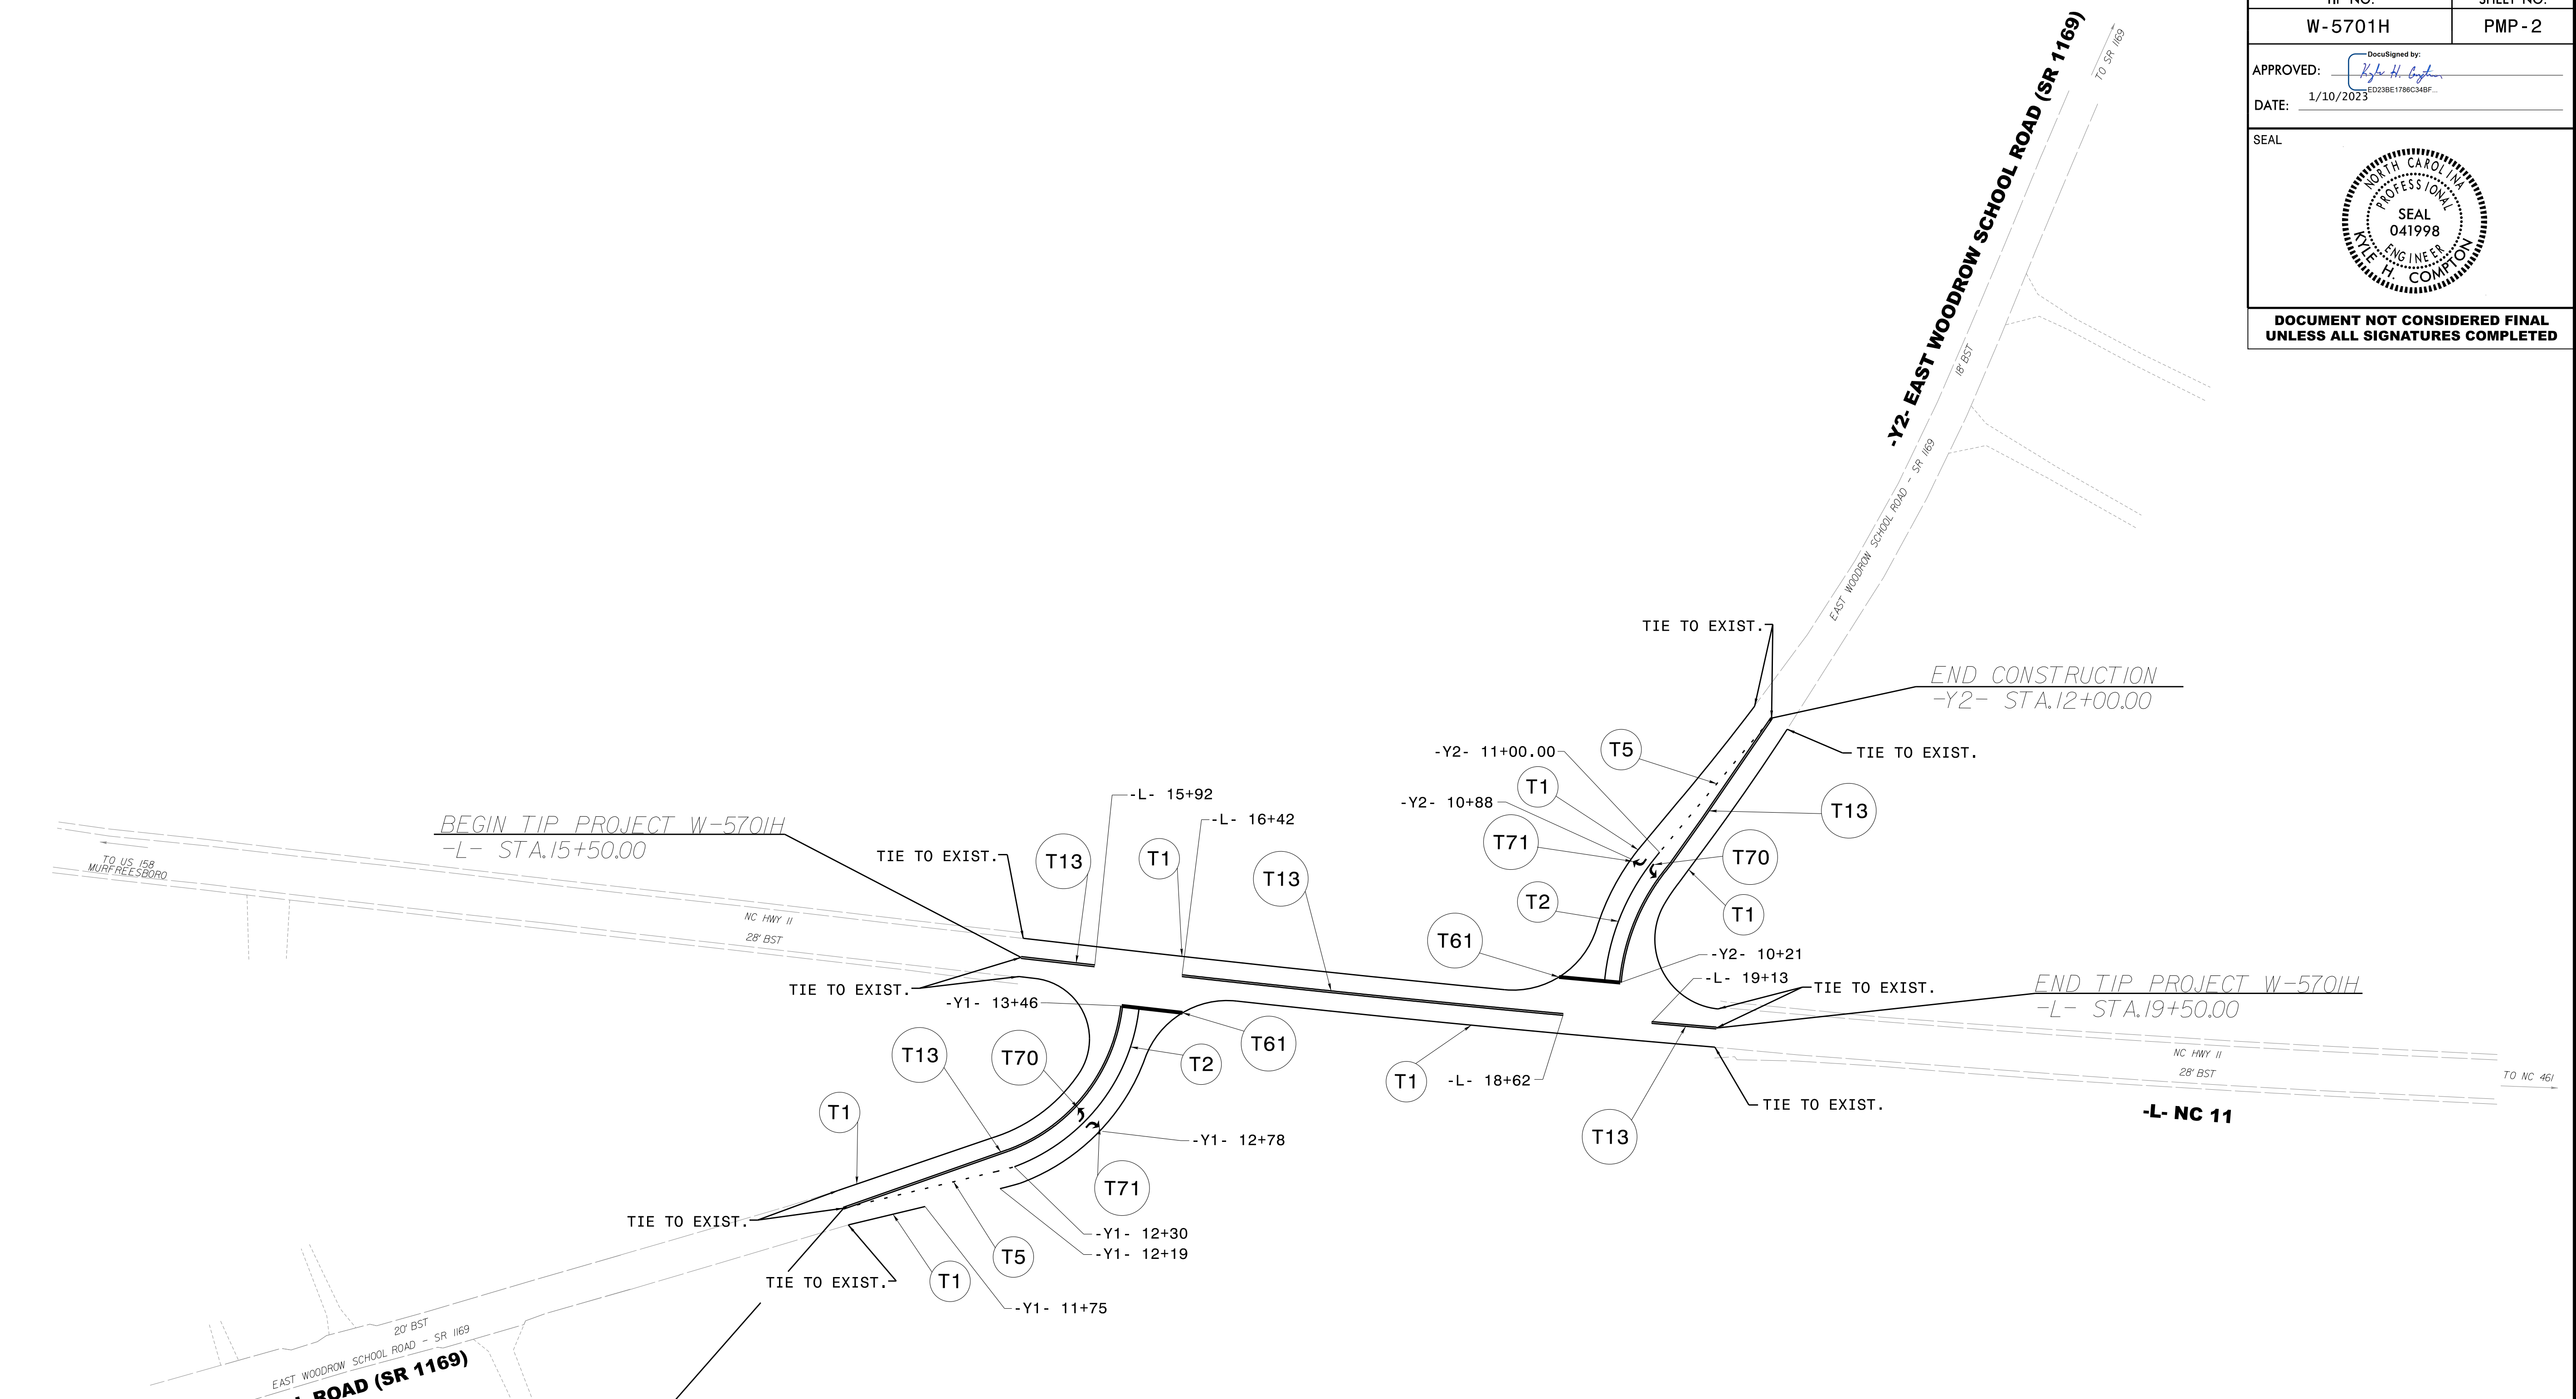 W-5701H
PMP-2
DocuSigned by:
APPROVED:
ED23BE1786C34BF...
DATE: 1/10/2023
SEAL
NORTH CAROLINA
PROFESSIONAL
SEAL
041998
ENGINEER
KYLE H. COMPTON
DOCUMENT NOT CONSIDERED FINAL
UNLESS ALL SIGNATURES COMPLETED
-Y2- EAST WOODROW SCHOOL ROAD (SR 1169)
TO SR 1169
18' BST
EAST WOODROW SCHOOL ROAD - SR 1169
TIE TO EXIST.
END CONSTRUCTION
-Y2- STA.12+00.00
-Y2- 11+00.00
T5
TIE TO EXIST.
T1
-Y2- 10+88
T13
T71
T70
T2
T1
T61
-Y2- 10+21
-L- 19+13
TIE TO EXIST.
END TIP PROJECT W-5701H
-L- STA.19+50.00
BEGIN TIP PROJECT W-5701H
-L- STA.15+50.00
TO US 158
MURFREESBORO
NC HWY 11
28' BST
-L- 15+92
-L- 16+42
TIE TO EXIST.
T13
T1
T13
TIE TO EXIST.
-Y1- 13+46
T61
T13
T70
T2
T1
-L- 18+62
TIE TO EXIST.
T13
NC HWY 11
28' BST
TO NC 461
-L- NC 11
T1
-Y1- 12+78
T71
TIE TO EXIST.
-Y1- 12+30
-Y1- 12+19
T5
TIE TO EXIST.
T1
-Y1- 11+75
20' BST
EAST WOODROW SCHOOL ROAD - SR 1169
ROAD (SR 1169)